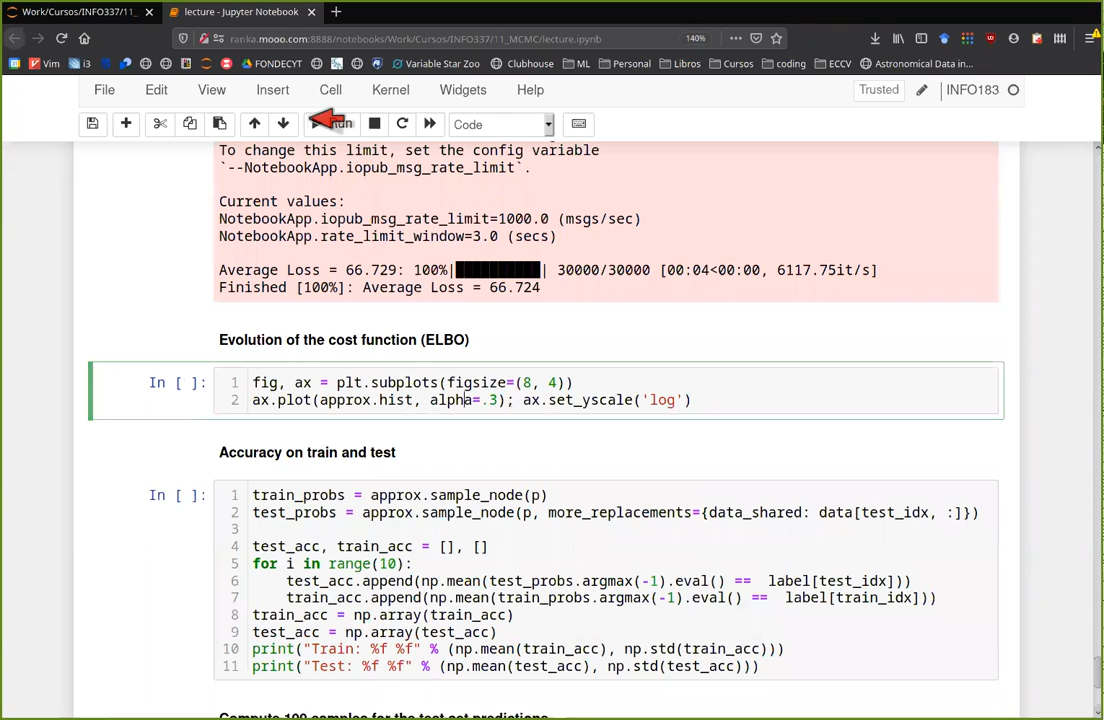 Work/Cursos/INFO337/11_
lecture - Jupyter Notebook
ranka.mooo.com:8888/notebooks/Work/Cursos/INFO337/11_MCMC/lecture.ipynb
140%
Vim i3 FONDECYT Variable Star Zoo Clubhouse ML Personal Libros Cursos coding ECCV Astronomical Data in...
File Edit View Insert Cell Kernel Widgets Help
Trusted INFO183
Code
To change this limit, set the config variable
`--NotebookApp.iopub_msg_rate_limit`.
Current values:
NotebookApp.iopub_msg_rate_limit=1000.0 (msgs/sec)
NotebookApp.rate_limit_window=3.0 (secs)
Average Loss = 66.729: 100%|██████████| 30000/30000 [00:04<00:00, 6117.75it/s]
Finished [100%]: Average Loss = 66.724
Evolution of the cost function (ELBO)
In [ ]:
1 fig, ax = plt.subplots(figsize=(8, 4))
2 ax.plot(approx.hist, alpha=.3); ax.set_yscale('log')
Accuracy on train and test
In [ ]:
1 train_probs = approx.sample_node(p)
2 test_probs = approx.sample_node(p, more_replacements={data_shared: data[test_idx, :]})
3
4 test_acc, train_acc = [], []
5 for i in range(10):
6 test_acc.append(np.mean(test_probs.argmax(-1).eval() == label[test_idx]))
7 train_acc.append(np.mean(train_probs.argmax(-1).eval() == label[train_idx]))
8 train_acc = np.array(train_acc)
9 test_acc = np.array(test_acc)
10 print("Train: %f %f" % (np.mean(train_acc), np.std(train_acc)))
11 print("Test: %f %f" % (np.mean(test_acc), np.std(test_acc)))
Compute 100 samples for the test set predictions